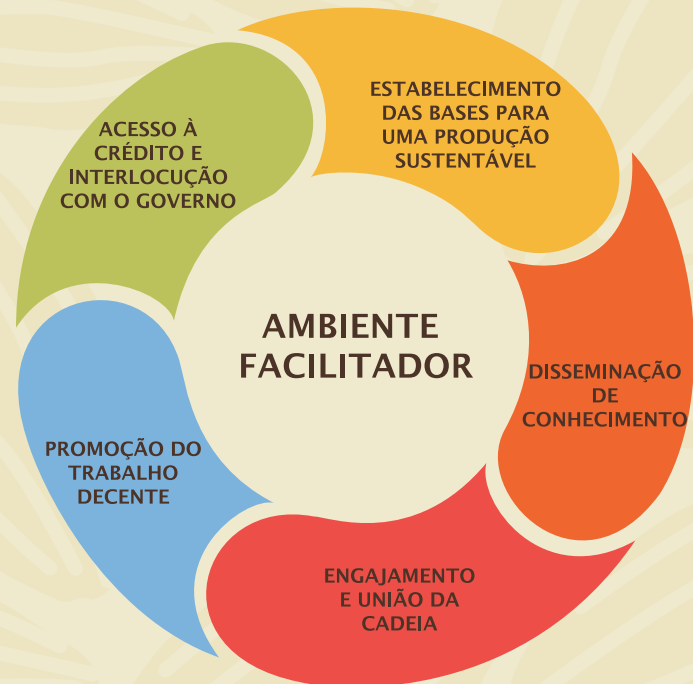 ESTABELECIMENTO
DAS BASES PARA
UMA PRODUÇÃO
SUSTENTÁVEL
ACESSO À
CRÉDITO E
INTERLOCUÇÃO
COM O GOVERNO
AMBIENTE
FACILITADOR
DISSEMINAÇÃO
DE
CONHECIMENTO
PROMOÇÃO DO
TRABALHO
DECENTE
ENGAJAMENTO
E UNIÃO DA
CADEIA